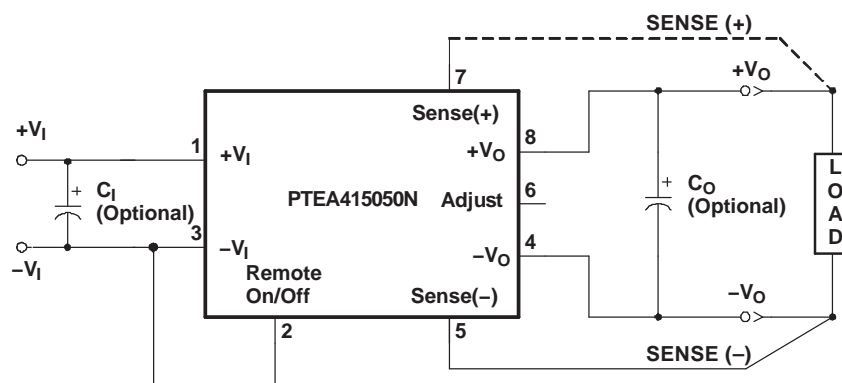 SENSE (+)
7
+VO
Sense(+)
+VI
1
8
+VI
+VO
+
CI
(Optional)
PTEA415050N
6
Adjust
+
CO
(Optional)
LOAD
3
4
–VI
–VO
–VI
Remote
On/Off
Sense(–)
–VO
2
5
SENSE (–)